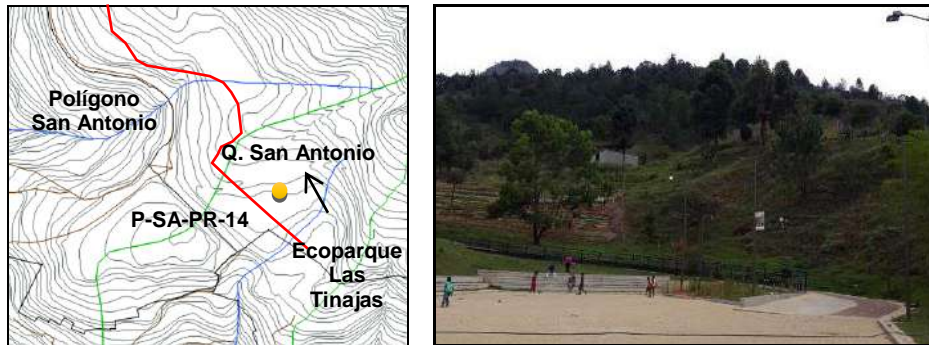 Polígono
San Antonio
Q. San Antonio
P-SA-PR-14
Ecoparque
Las
Tinajas